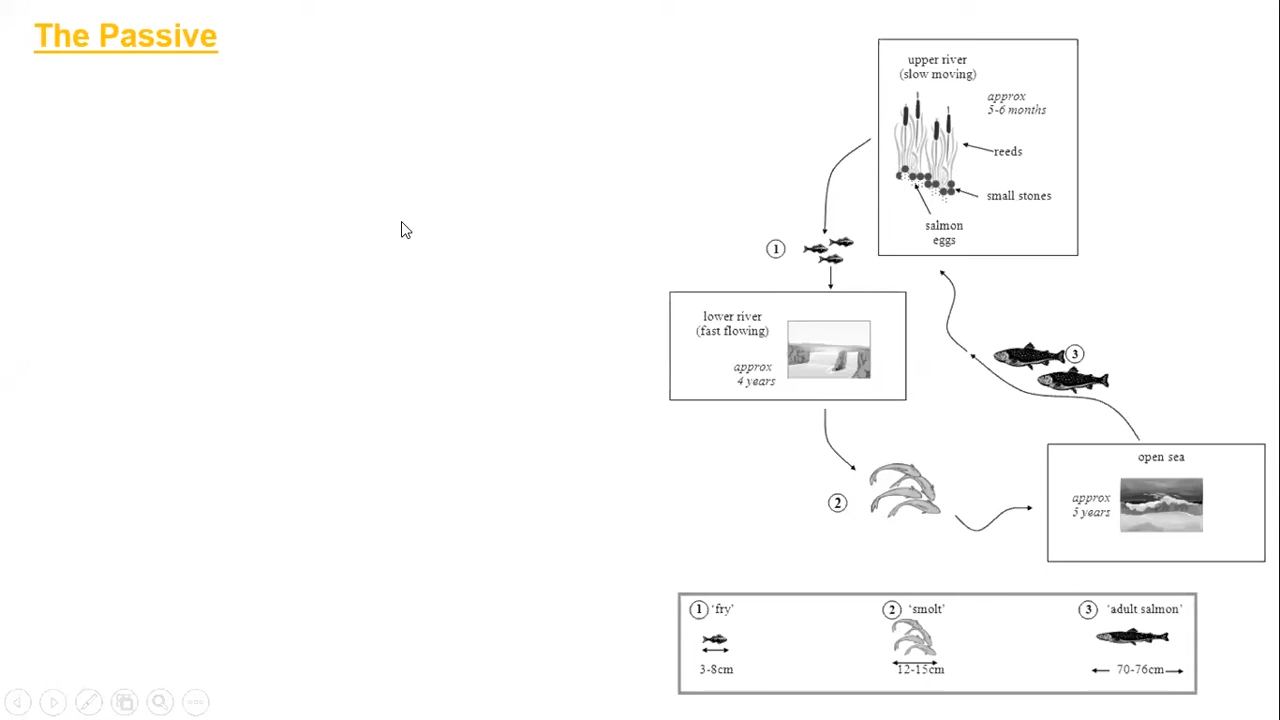 The Passive
upper river
(slow moving)
approx
5-6 months
reeds
small stones
salmon
eggs
1
lower river
(fast flowing)
approx
4 years
3
2
open sea
approx
5 years
1 'fry'
2 'smolt'
3 'adult salmon'
3-8cm
12-15cm
70-76cm